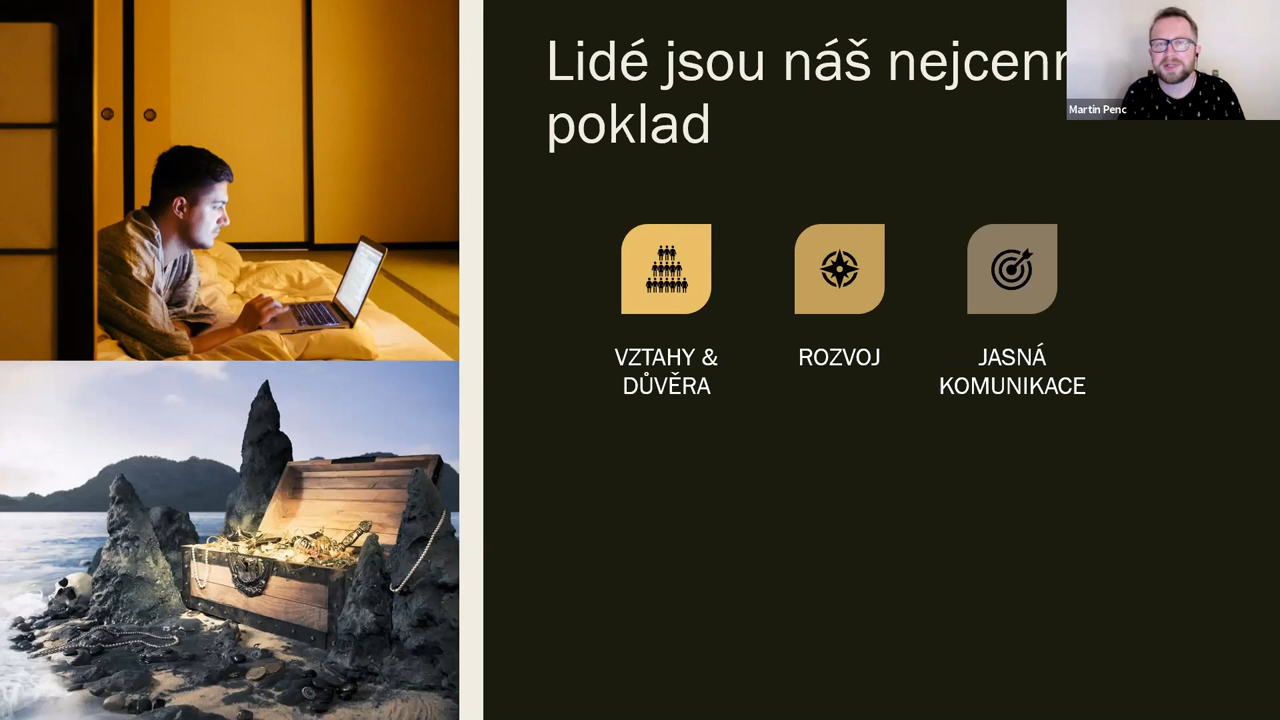 Lidé jsou náš nejcenn
poklad
Martin Penc
VZTAHY &
DŮVĚRA
ROZVOJ
JASNÁ
KOMUNIKACE